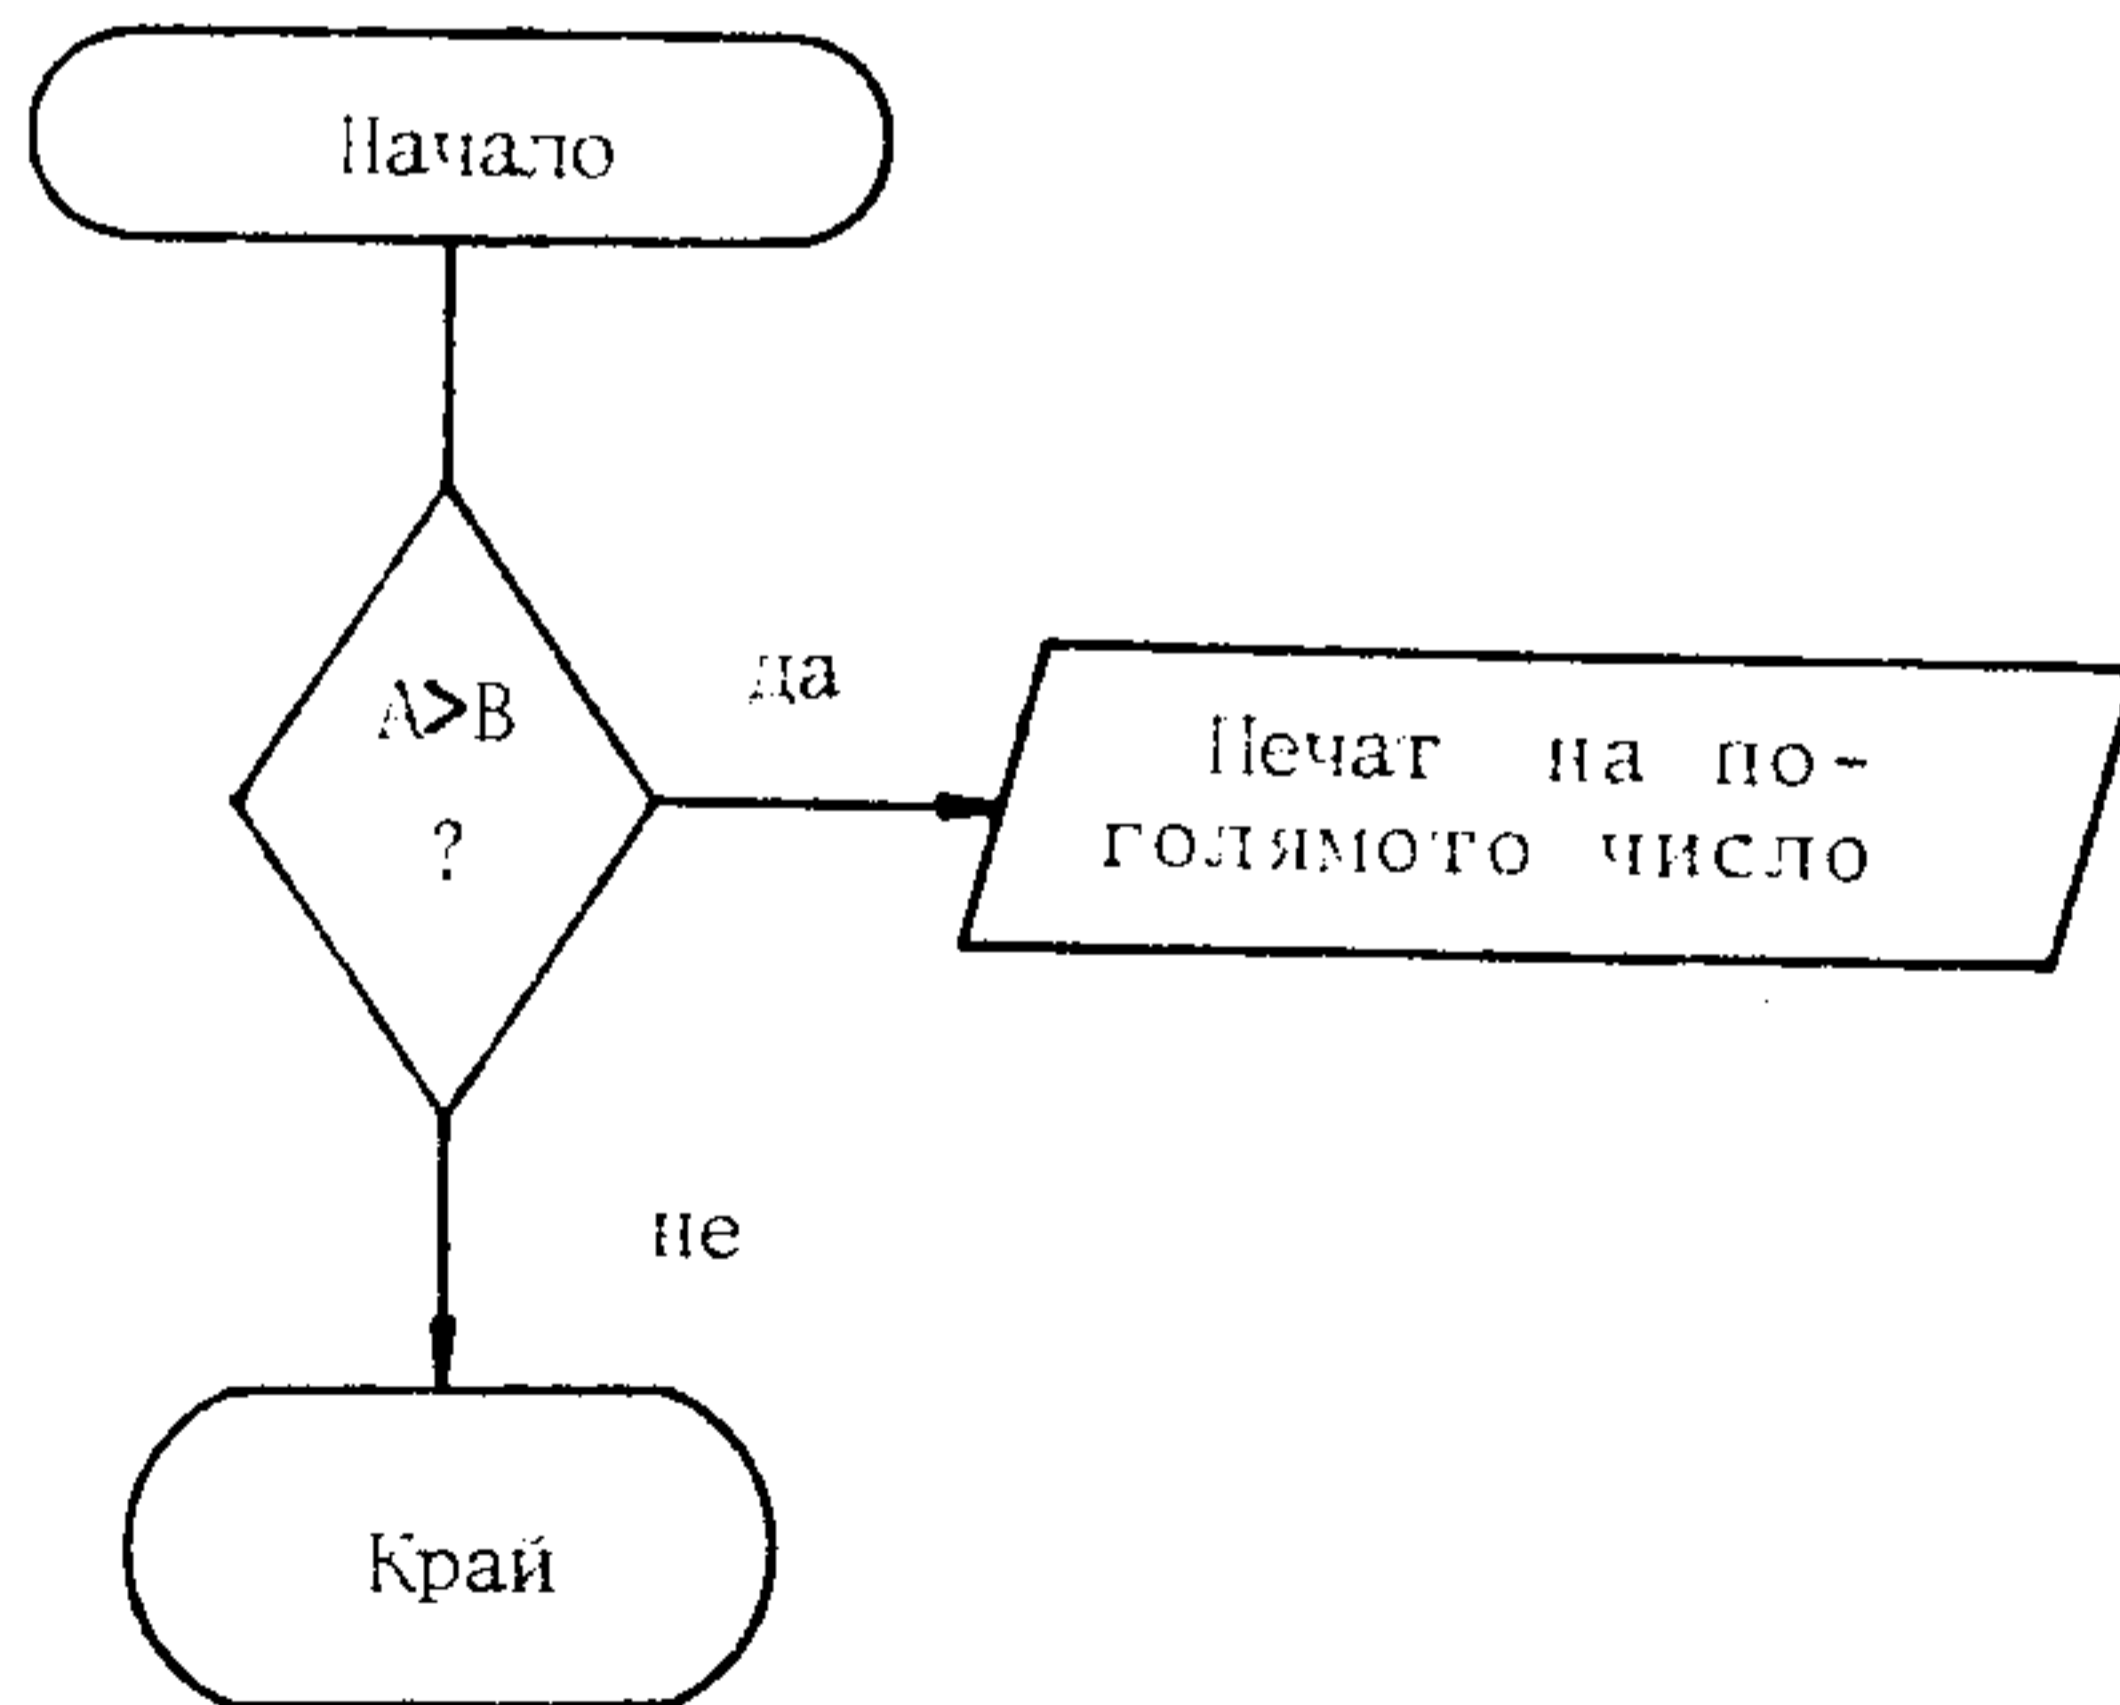 Начало
A>B
?
да
Печат на по-
голямото число
не
Край